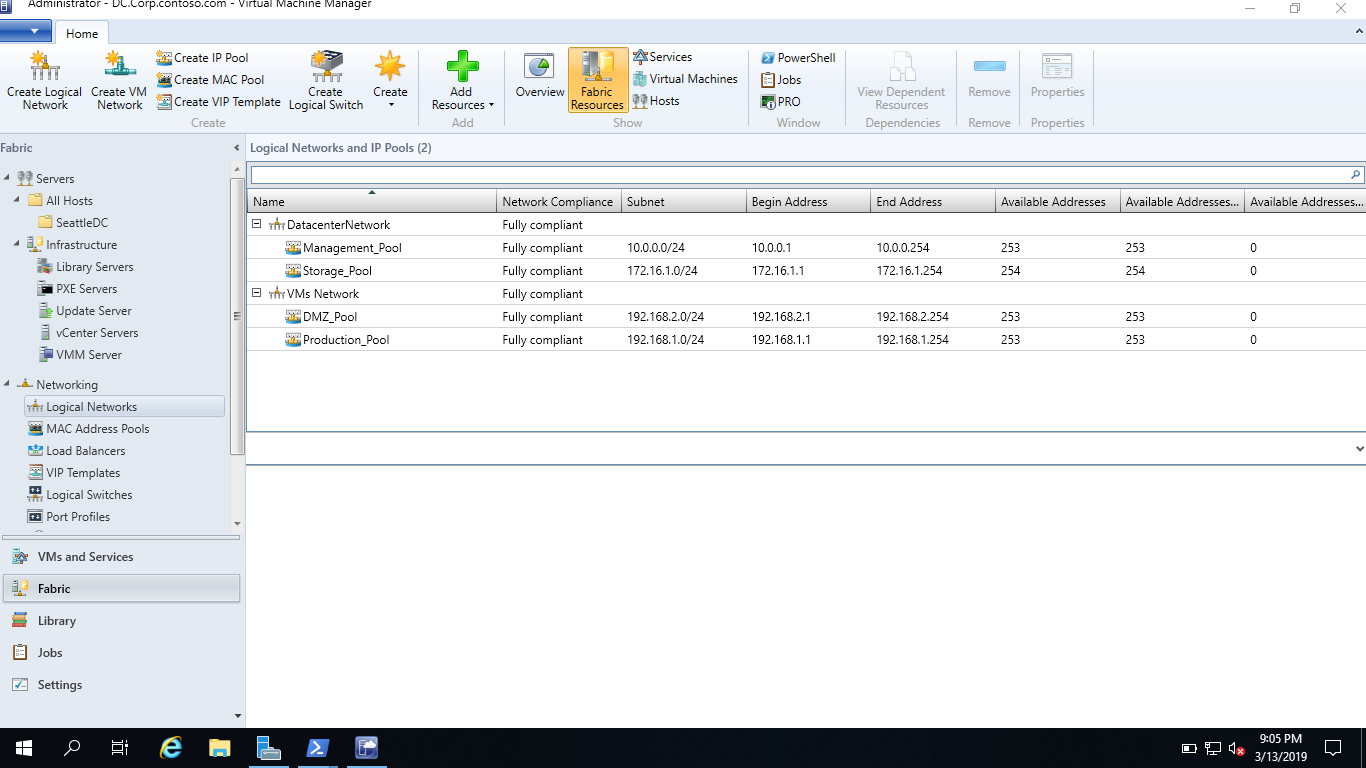 Administrator - DC.Corp.contoso.com - Virtual Machine Manager
Home
Create Logical Network
Create VM Network
Create IP Pool
Create MAC Pool
Create VIP Template
Create Logical Switch
Create
Create
Add Resources
Add
Overview
Fabric Resources
Services
Virtual Machines
Hosts
Show
PowerShell
Jobs
PRO
Window
View Dependent Resources
Dependencies
Remove
Remove
Properties
Properties
Fabric
Servers
All Hosts
SeattleDC
Infrastructure
Library Servers
PXE Servers
Update Server
vCenter Servers
VMM Server
Networking
Logical Networks
MAC Address Pools
Load Balancers
VIP Templates
Logical Switches
Port Profiles
VMs and Services
Fabric
Library
Jobs
Settings
Logical Networks and IP Pools (2)
Name Network Compliance Subnet Begin Address End Address Available Addresses Available Addresses... Available Addresses...
DatacenterNetwork Fully compliant
Management_Pool Fully compliant 10.0.0.0/24 10.0.0.1 10.0.0.254 253 253 0
Storage_Pool Fully compliant 172.16.1.0/24 172.16.1.1 172.16.1.254 254 254 0
VMs Network Fully compliant
DMZ_Pool Fully compliant 192.168.2.0/24 192.168.2.1 192.168.2.254 253 253 0
Production_Pool Fully compliant 192.168.1.0/24 192.168.1.1 192.168.1.254 253 253 0
9:05 PM
3/13/2019